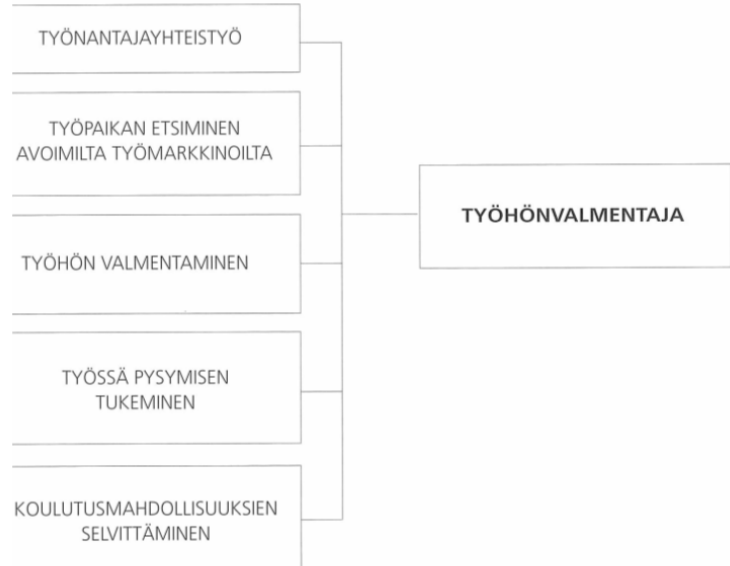 TYÖNANTAJAYHTEISTYÖ
TYÖPAIKAN ETSIMINEN
AVOIMILTA TYÖMARKKINOILTA
TYÖHÖNVALMENTAJA
TYÖHÖN VALMENTAMINEN
TYÖSSÄ PYSYMISEN
TUKEMINEN
KOULUTUSMAHDOLLISUUKSIEN
SELVITTÄMINEN